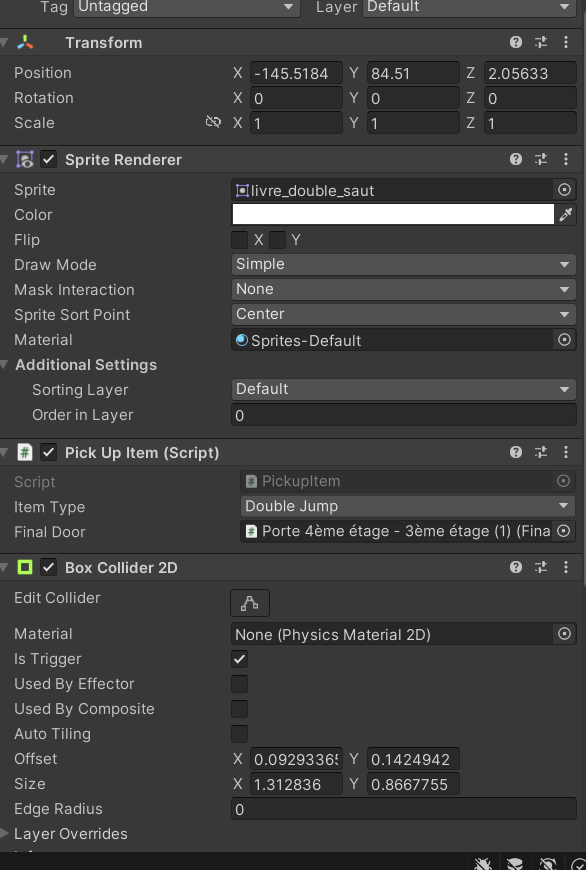 Tag Untagged Layer Default
Transform
Position X -145.5184 Y 84.51 Z 2.05633
Rotation X 0 Y 0 Z 0
Scale X 1 Y 1 Z 1
Sprite Renderer
Sprite livre_double_saut
Color
Flip X Y
Draw Mode Simple
Mask Interaction None
Sprite Sort Point Center
Material Sprites-Default
Additional Settings
Sorting Layer Default
Order in Layer 0
# Pick Up Item (Script)
Script # PickupItem
Item Type Double Jump
Final Door # Porte 4ème étage - 3ème étage (1) (Fina
Box Collider 2D
Edit Collider
Material None (Physics Material 2D)
Is Trigger
Used By Effector
Used By Composite
Auto Tiling
Offset X 0.0929336 Y 0.1424942
Size X 1.312836 Y 0.8667755
Edge Radius 0
Layer Overrides